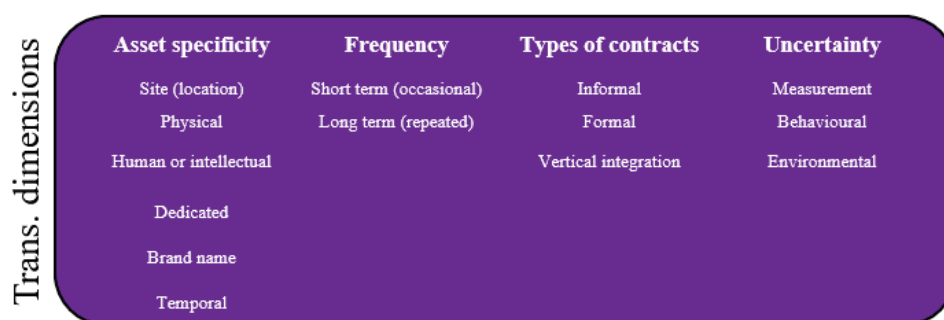 Trans. dimensions
Asset specificity Frequency Types of contracts Uncertainty
Site (location) Short term (occasional) Informal Measurement
Physical Long term (repeated) Formal Behavioural
Human or intellectual Vertical integration Environmental
Dedicated
Brand name
Temporal